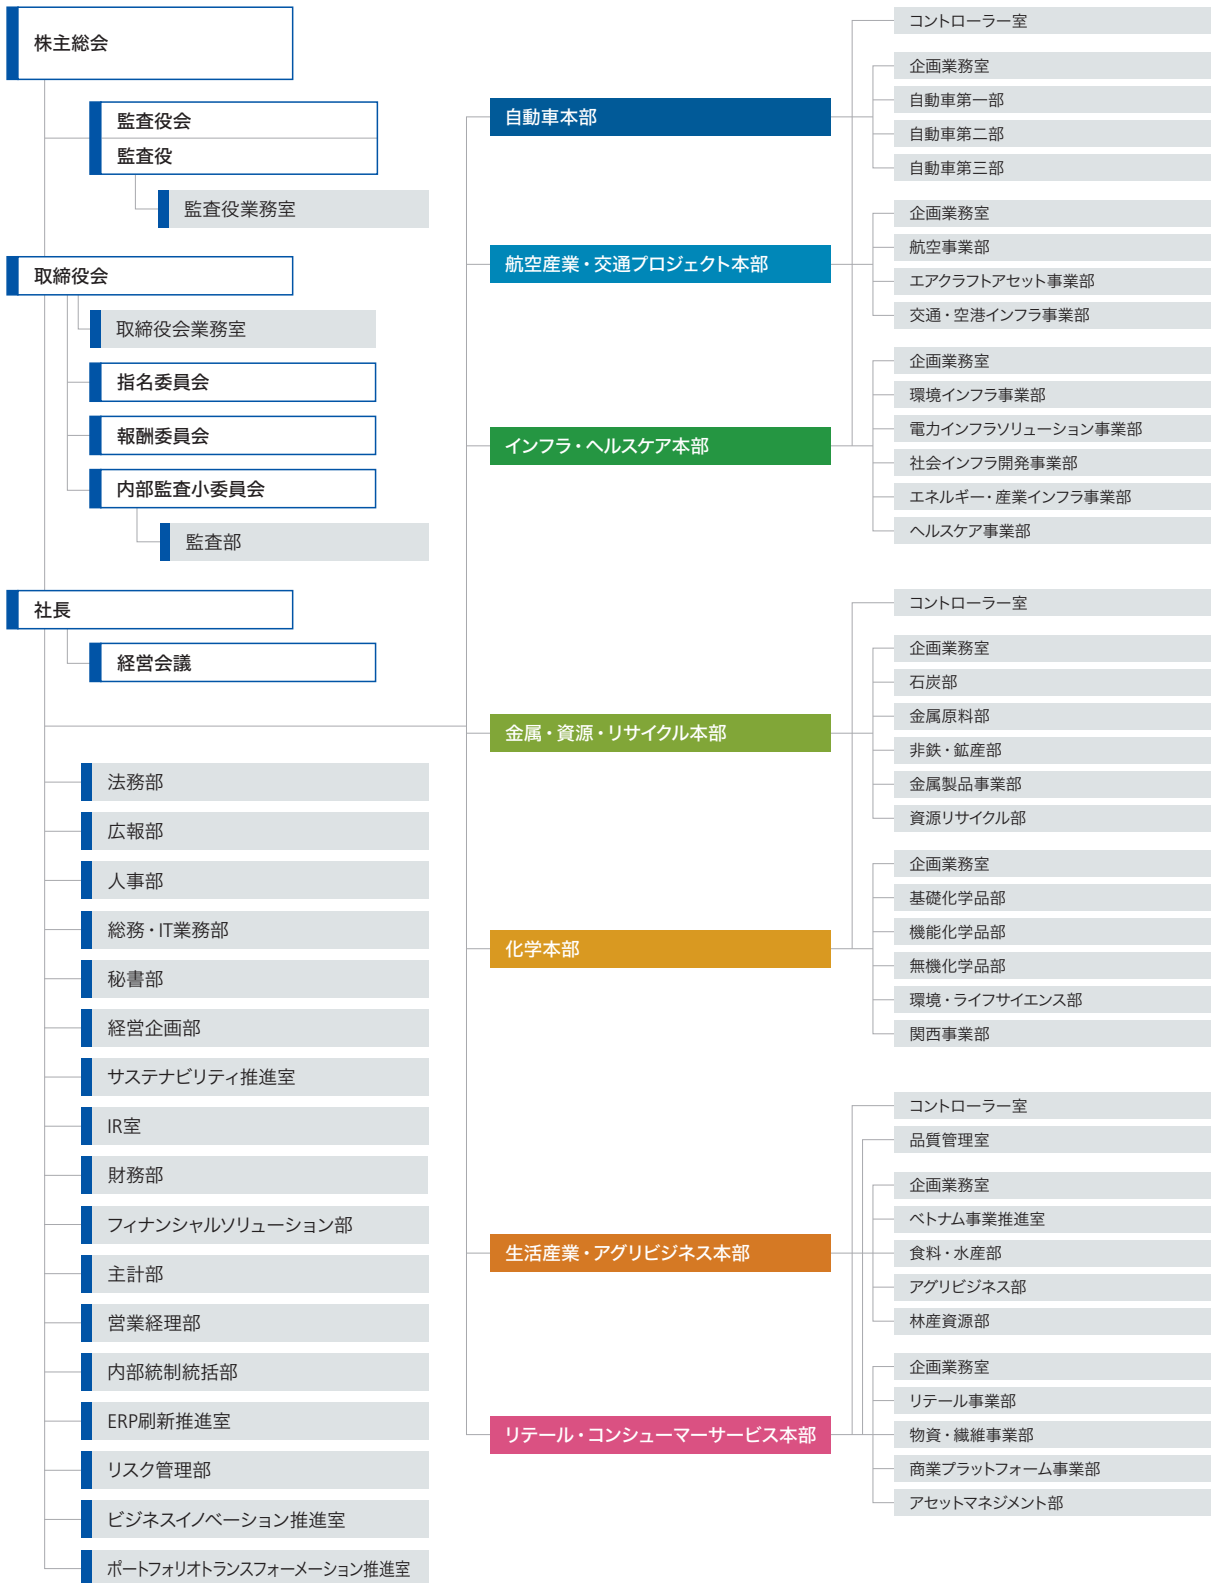 株主総会
監査役会
監査役
監査役業務室
取締役会
取締役会業務室
指名委員会
報酬委員会
内部監査小委員会
監査部
社長
経営会議
法務部
広報部
人事部
総務・IT業務部
秘書部
経営企画部
サステナビリティ推進室
IR室
財務部
フィナンシャルソリューション部
主計部
営業経理部
内部統制統括部
ERP刷新推進室
リスク管理部
ビジネスイノベーション推進室
ポートフォリオトランスフォーメーション推進室
自動車本部
コントローラー室
企画業務室
自動車第一部
自動車第二部
自動車第三部
航空産業・交通プロジェクト本部
企画業務室
航空事業部
エアクラフトアセット事業部
交通・空港インフラ事業部
インフラ・ヘルスケア本部
企画業務室
環境インフラ事業部
電力インフラソリューション事業部
社会インフラ開発事業部
エネルギー・産業インフラ事業部
ヘルスケア事業部
金属・資源・リサイクル本部
コントローラー室
企画業務室
石炭部
金属原料部
非鉄・鉱産部
金属製品事業部
資源リサイクル部
化学本部
企画業務室
基礎化学品部
機能化学品部
無機化学品部
環境・ライフサイエンス部
関西事業部
生活産業・アグリビジネス本部
コントローラー室
品質管理室
企画業務室
ベトナム事業推進室
食料・水産部
アグリビジネス部
林産資源部
リテール・コンシューマーサービス本部
企画業務室
リテール事業部
物資・繊維事業部
商業プラットフォーム事業部
アセットマネジメント部